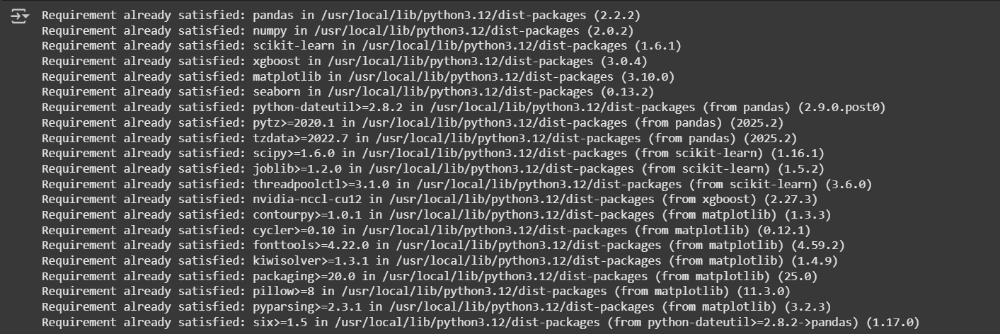 Requirement already satisfied: pandas in /usr/local/lib/python3.12/dist-packages (2.2.2)
Requirement already satisfied: numpy in /usr/local/lib/python3.12/dist-packages (2.0.2)
Requirement already satisfied: scikit-learn in /usr/local/lib/python3.12/dist-packages (1.6.1)
Requirement already satisfied: xgboost in /usr/local/lib/python3.12/dist-packages (3.0.4)
Requirement already satisfied: matplotlib in /usr/local/lib/python3.12/dist-packages (3.10.0)
Requirement already satisfied: seaborn in /usr/local/lib/python3.12/dist-packages (0.13.2)
Requirement already satisfied: python-dateutil>=2.8.2 in /usr/local/lib/python3.12/dist-packages (from pandas) (2.9.0.post0)
Requirement already satisfied: pytz>=2020.1 in /usr/local/lib/python3.12/dist-packages (from pandas) (2025.2)
Requirement already satisfied: tzdata>=2022.7 in /usr/local/lib/python3.12/dist-packages (from pandas) (2025.2)
Requirement already satisfied: scipy>=1.6.0 in /usr/local/lib/python3.12/dist-packages (from scikit-learn) (1.16.1)
Requirement already satisfied: joblib>=1.2.0 in /usr/local/lib/python3.12/dist-packages (from scikit-learn) (1.5.2)
Requirement already satisfied: threadpoolctl>=3.1.0 in /usr/local/lib/python3.12/dist-packages (from scikit-learn) (3.6.0)
Requirement already satisfied: nvidia-nccl-cu12 in /usr/local/lib/python3.12/dist-packages (from xgboost) (2.27.3)
Requirement already satisfied: contourpy>=1.0.1 in /usr/local/lib/python3.12/dist-packages (from matplotlib) (1.3.3)
Requirement already satisfied: cycler>=0.10 in /usr/local/lib/python3.12/dist-packages (from matplotlib) (0.12.1)
Requirement already satisfied: fonttools>=4.22.0 in /usr/local/lib/python3.12/dist-packages (from matplotlib) (4.59.2)
Requirement already satisfied: kiwisolver>=1.3.1 in /usr/local/lib/python3.12/dist-packages (from matplotlib) (1.4.9)
Requirement already satisfied: packaging>=20.0 in /usr/local/lib/python3.12/dist-packages (from matplotlib) (25.0)
Requirement already satisfied: pillow>=8 in /usr/local/lib/python3.12/dist-packages (from matplotlib) (11.3.0)
Requirement already satisfied: pyparsing>=2.3.1 in /usr/local/lib/python3.12/dist-packages (from matplotlib) (3.2.3)
Requirement already satisfied: six>=1.5 in /usr/local/lib/python3.12/dist-packages (from python-dateutil>=2.8.2->pandas) (1.17.0)